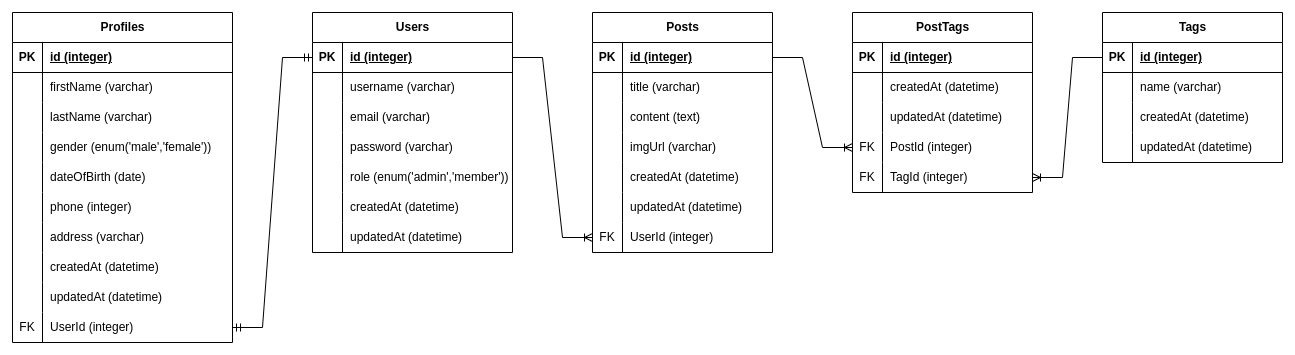 Profiles
PK id (integer)
firstName (varchar)
lastName (varchar)
gender (enum('male','female'))
dateOfBirth (date)
phone (integer)
address (varchar)
createdAt (datetime)
updatedAt (datetime)
FK UserId (integer)
Users
PK id (integer)
username (varchar)
email (varchar)
password (varchar)
role (enum('admin','member'))
createdAt (datetime)
updatedAt (datetime)
Posts
PK id (integer)
title (varchar)
content (text)
imgUrl (varchar)
createdAt (datetime)
updatedAt (datetime)
FK UserId (integer)
PostTags
PK id (integer)
createdAt (datetime)
updatedAt (datetime)
FK PostId (integer)
FK TagId (integer)
Tags
PK id (integer)
name (varchar)
createdAt (datetime)
updatedAt (datetime)